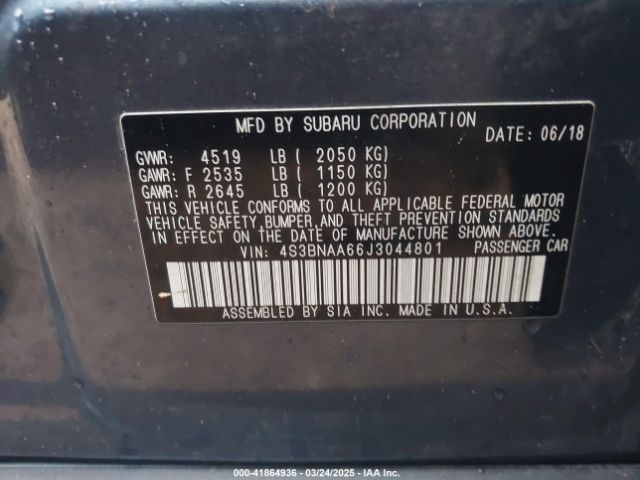 MFD BY SUBARU CORPORATION
DATE: 06/18
GVWR: 4519 LB ( 2050 KG)
GAWR: F 2535 LB ( 1150 KG)
GAWR: R 2645 LB ( 1200 KG)
THIS VEHICLE CONFORMS TO ALL APPLICABLE FEDERAL MOTOR
VEHICLE SAFETY,BUMPER,AND THEFT PREVENTION STANDARDS
IN EFFECT ON THE DATE OF MANUFACTURE SHOWN ABOVE.
VIN: 4S3BNAA66J3044801 PASSENGER CAR
ASSEMBLED BY SIA INC. MADE IN U.S.A.
000-41864936 - 03/24/2025 - IAA Inc.